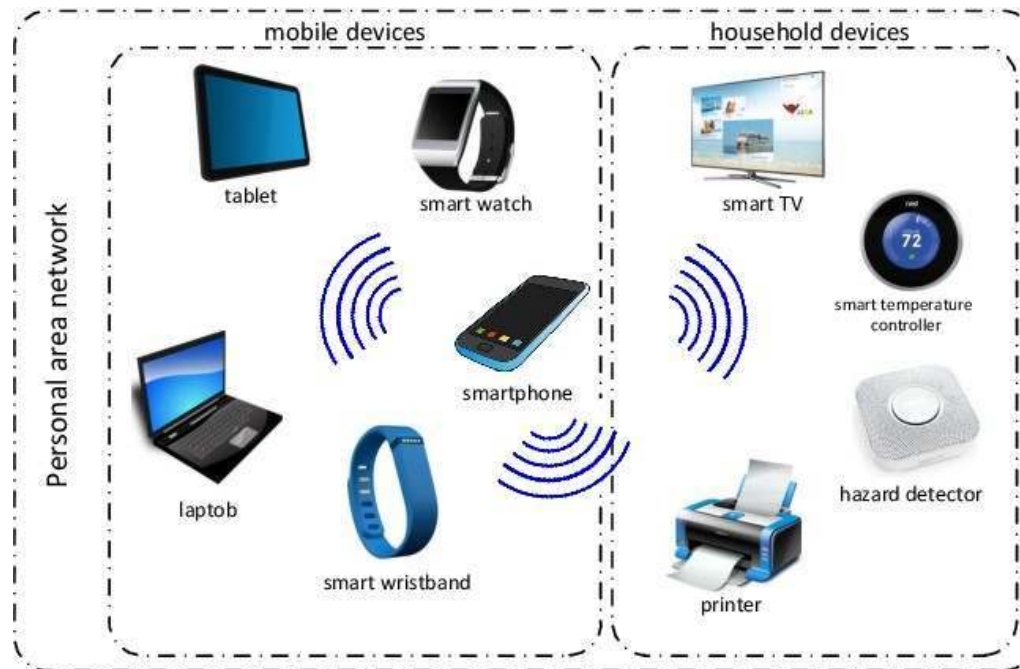 mobile devices
household devices
Personal area network
tablet
smart watch
smart TV
nest
72
smart temperature
controller
smartphone
laptob
hazard detector
smart wristband
printer